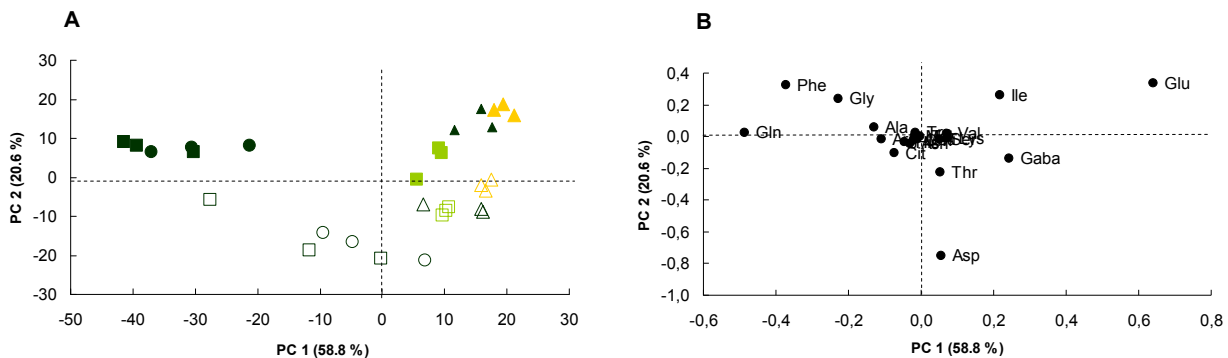 A
30
20
10
0
-10
-20
-30
-50 -40 -30 -20 -10 0 10 20 30
PC 1 (58.8 %)
PC 2 (20.6 %)
B
0,4
0,2
0,0
-0,2
-0,4
-0,6
-0,8
-1,0
-0,6 -0,4 -0,2 0,0 0,2 0,4 0,6 0,8
PC 1 (58.8 %)
PC 2 (20.6 %)
Phe
Gly
Ile
Glu
Gln
Ala
Val
Lys
Cit
Gaba
Thr
Asp